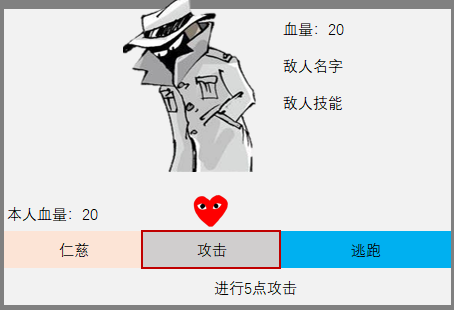 血量：20
敌人名字
敌人技能
本人血量：20
仁慈
攻击
逃跑
进行5点攻击